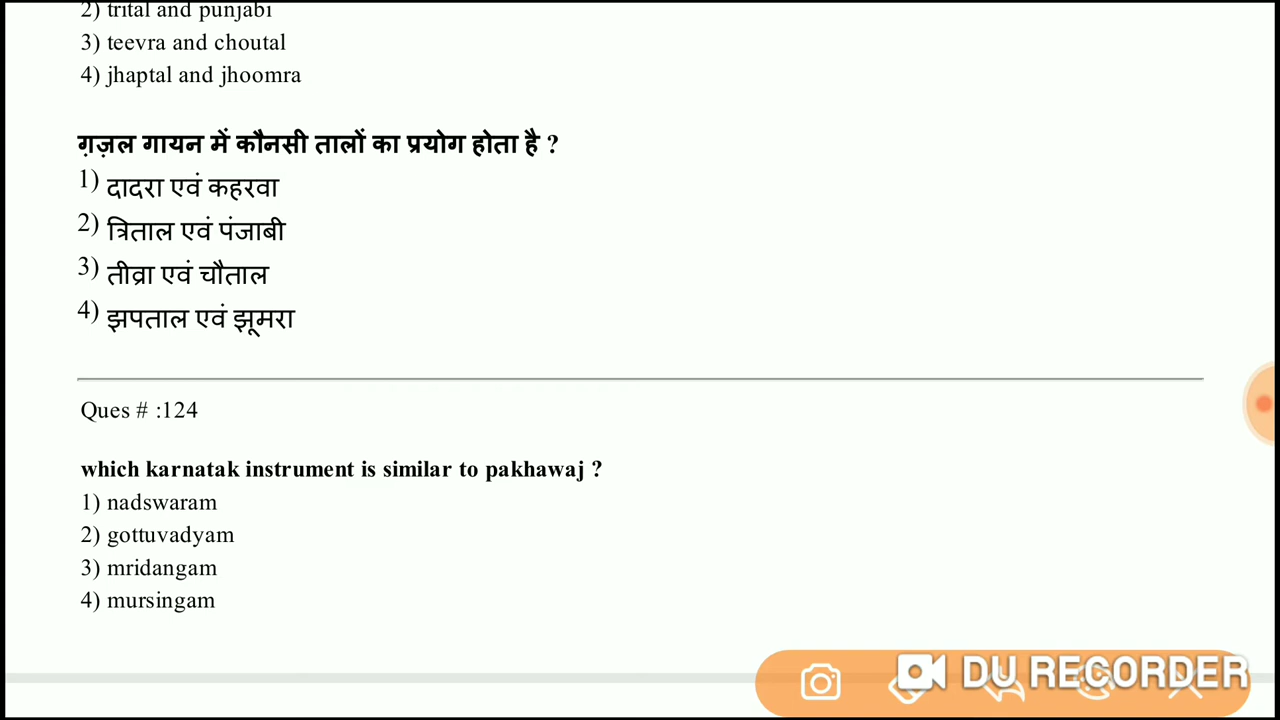 2) trital and punjabi
3) teevra and choutal
4) jhaptal and jhoomra
ग़ज़ल गायन में कौनसी तालों का प्रयोग होता है ?
1) दादरा एवं कहरवा
2) त्रिताल एवं पंजाबी
3) तीव्रा एवं चौताल
4) झपताल एवं झूमरा
Ques # :124
which karnatak instrument is similar to pakhawaj ?
1) nadswaram
2) gottuvadyam
3) mridangam
4) mursingam
DU RECORDER